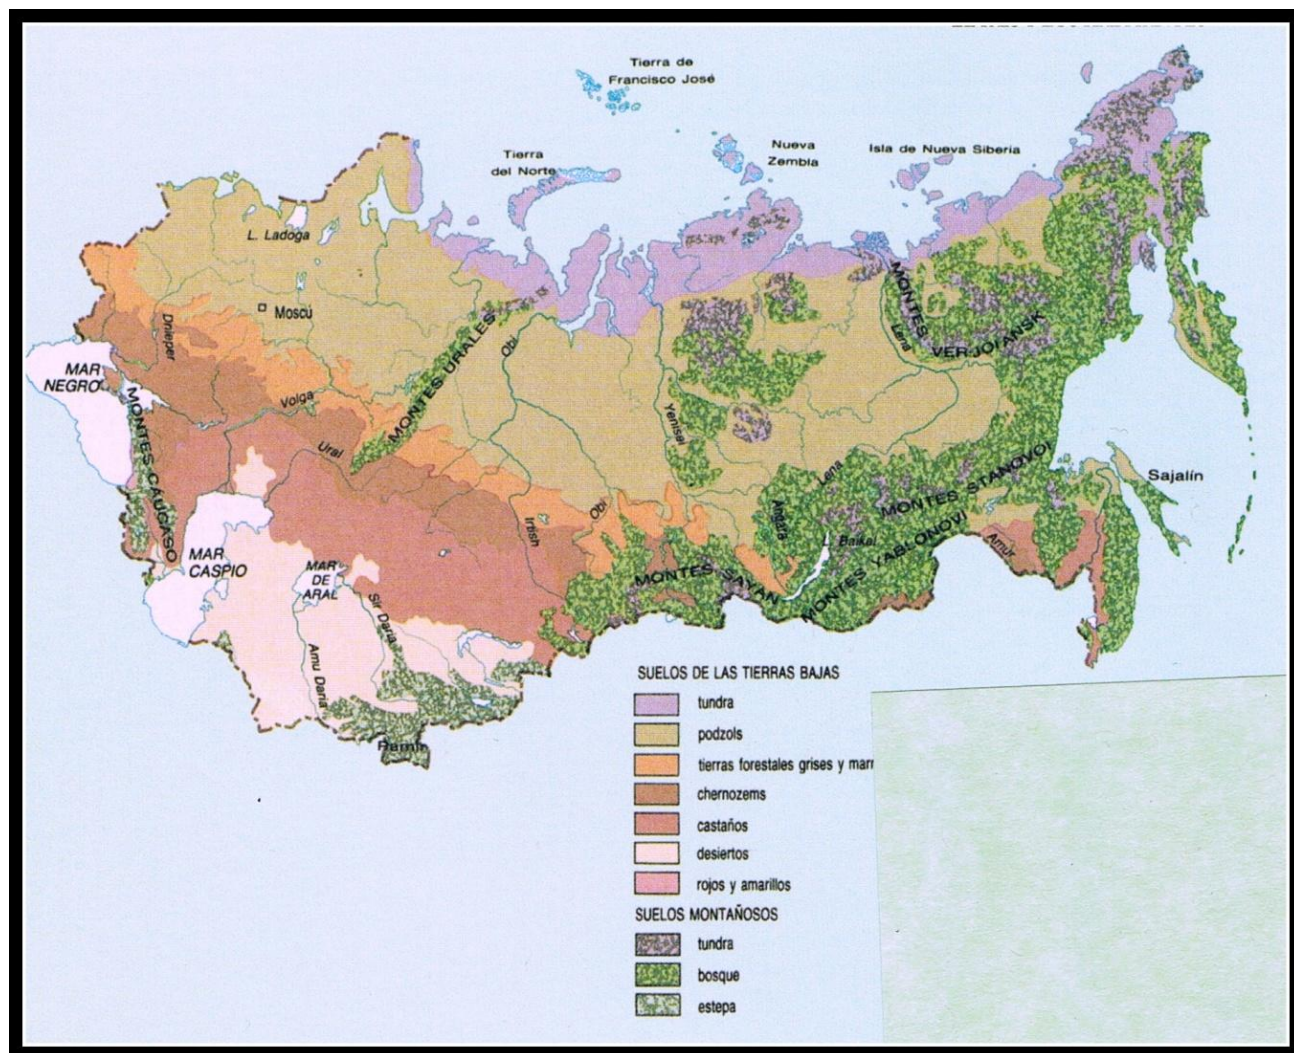 Tierra de
Francisco José
Nueva
Zembla
Isla de Nueva Siberia
Tierra
del Norte
L. Ladoga
Moscú
Dnieper
MAR
NEGRO
MONTES CAUCASO
Volga
Ural
MONTES URALES
Obi
Yenisei
MONTES
VERJOIANSK
Lena
Lena
MONTES STANOVOI
Sajalín
Angara
L. Baikal
MONTES YABLONOVI
Amur
Irtish
Obi
MONTES SAYAN
MAR
CASPIO
MAR
DE
ARAL
Sir Daria
Amu Daria
Pamir
SUELOS DE LAS TIERRAS BAJAS
tundra
podzols
tierras forestales grises y marr
chernozems
castaños
desiertos
rojos y amarillos
SUELOS MONTAÑOSOS
tundra
bosque
estepa